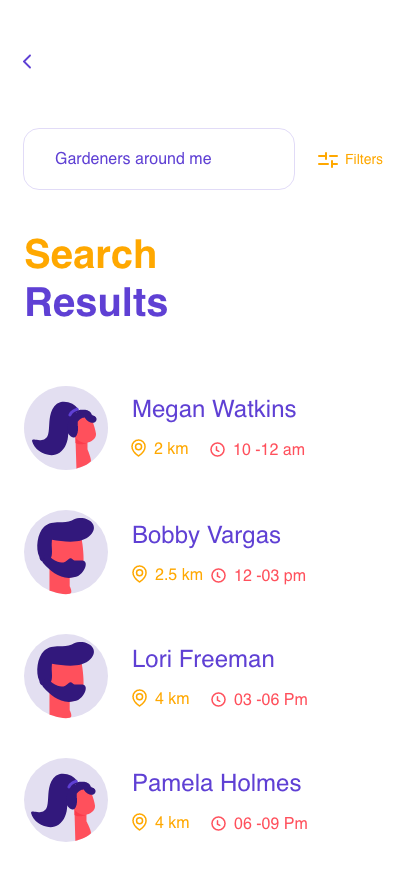 Gardeners around me
Filters
Search
Results
Megan Watkins
2 km 10 -12 am
Bobby Vargas
2.5 km 12 -03 pm
Lori Freeman
4 km 03 -06 Pm
Pamela Holmes
4 km 06 -09 Pm